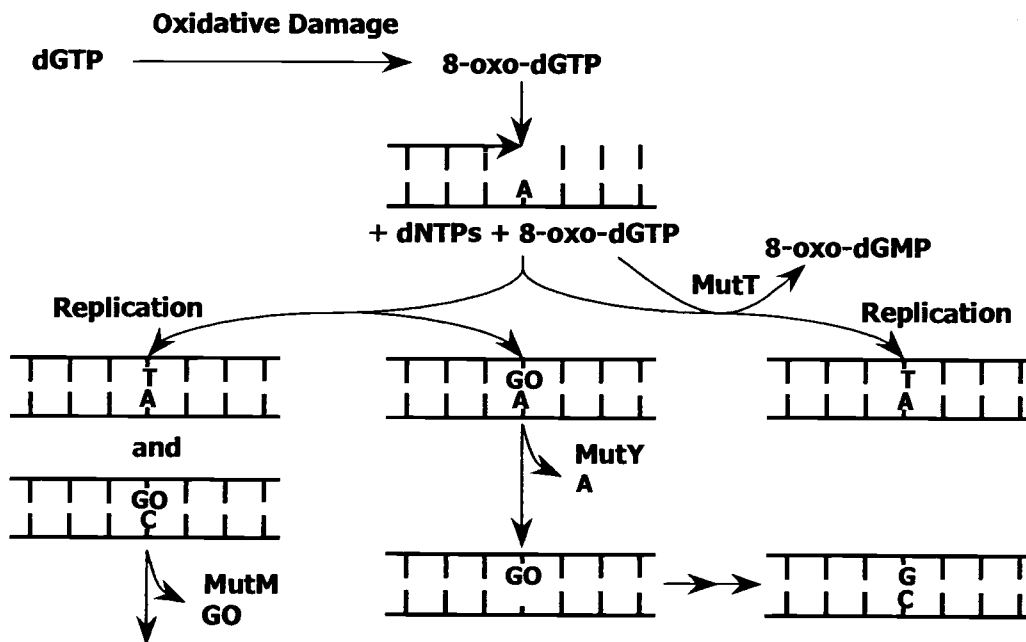 Oxidative Damage
dGTP
8-oxo-dGTP
A
+ dNTPs + 8-oxo-dGTP
8-oxo-dGMP
MutT
Replication
Replication
T
A
GO
A
T
A
and
MutY
A
GO
C
MutM
GO
GO
G
C